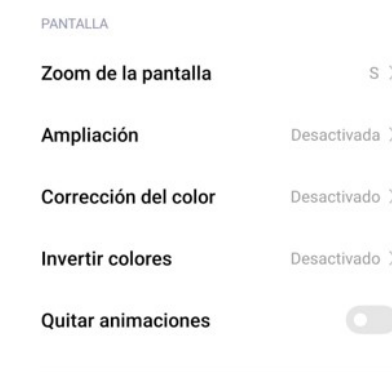 PANTALLA
Zoom de la pantalla S
Ampliación Desactivada
Corrección del color Desactivado
Invertir colores Desactivado
Quitar animaciones